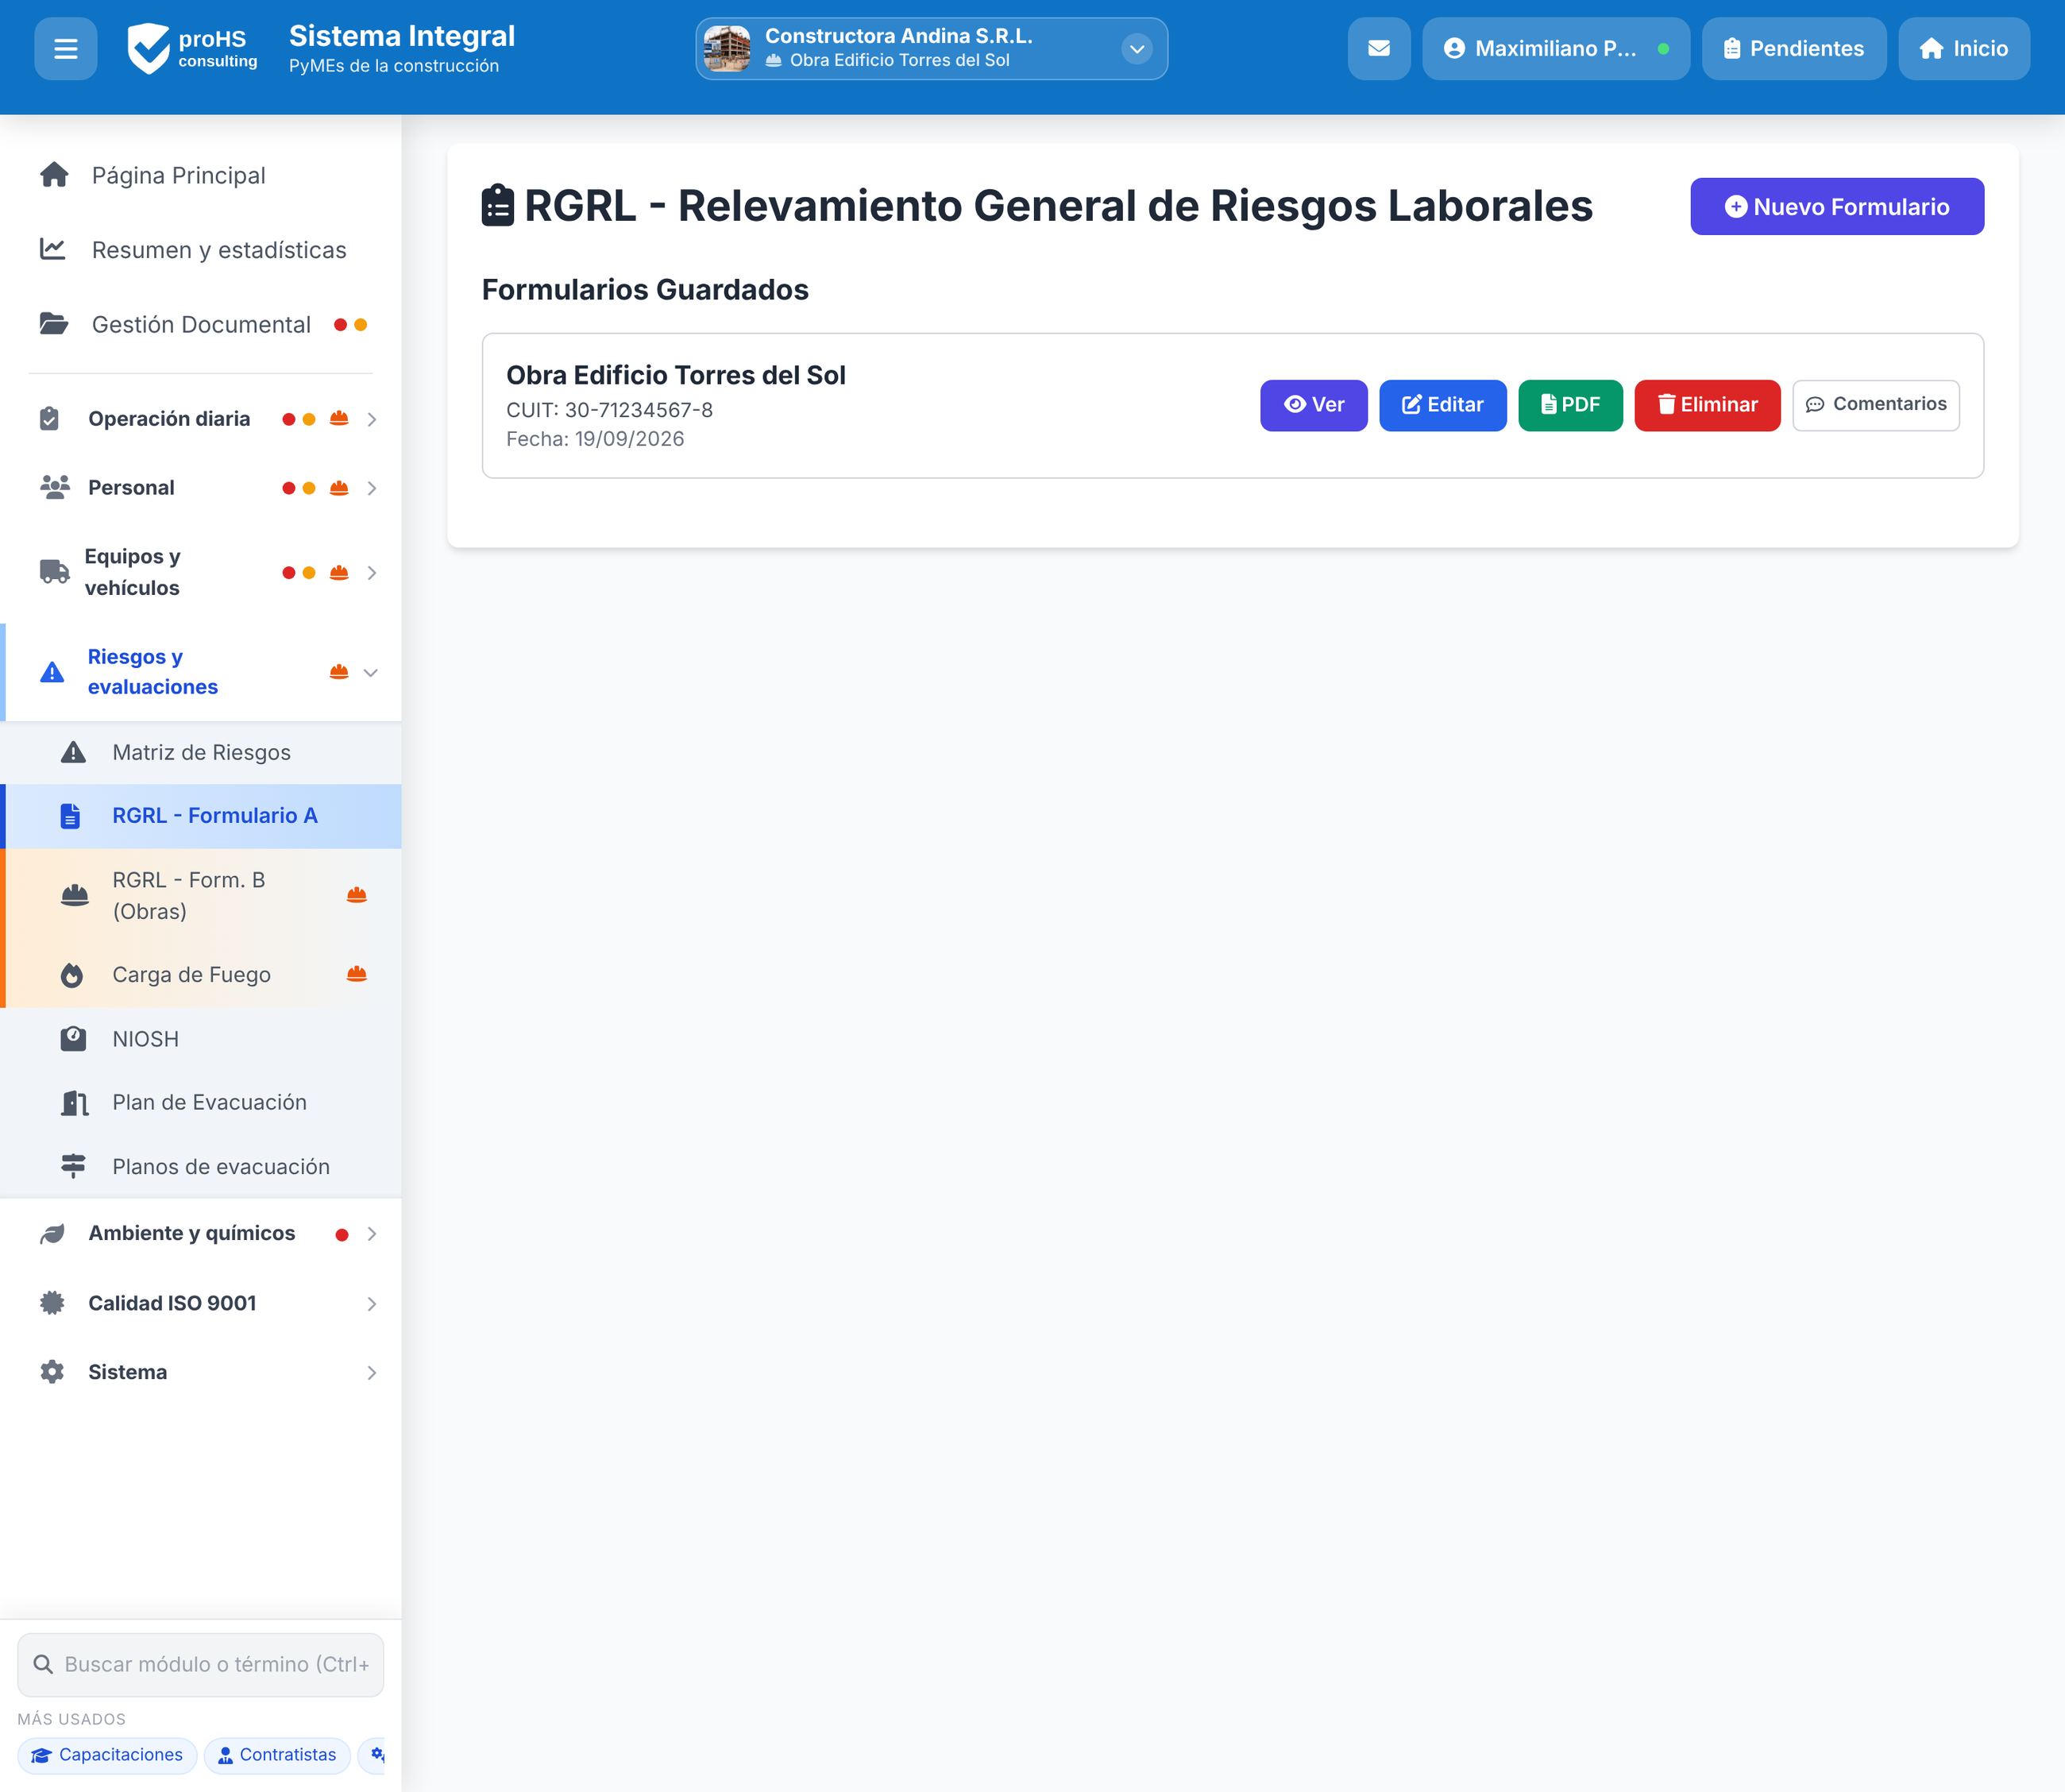 proHS
consulting
Sistema Integral
PyMEs de la construcción
Constructora Andina S.R.L.
Obra Edificio Torres del Sol
Maximiliano P...
Pendientes
Inicio
Página Principal
Resumen y estadísticas
Gestión Documental
Operación diaria
Personal
Equipos y
vehículos
Riesgos y
evaluaciones
Matriz de Riesgos
RGRL - Formulario A
RGRL - Form. B
(Obras)
Carga de Fuego
NIOSH
Plan de Evacuación
Planos de evacuación
Ambiente y químicos
Calidad ISO 9001
Sistema
Buscar módulo o término (Ctrl+
MÁS USADOS
Capacitaciones
Contratistas
RGRL - Relevamiento General de Riesgos Laborales
Nuevo Formulario
Formularios Guardados
Obra Edificio Torres del Sol
CUIT: 30-71234567-8
Fecha: 19/09/2026
Ver
Editar
PDF
Eliminar
Comentarios